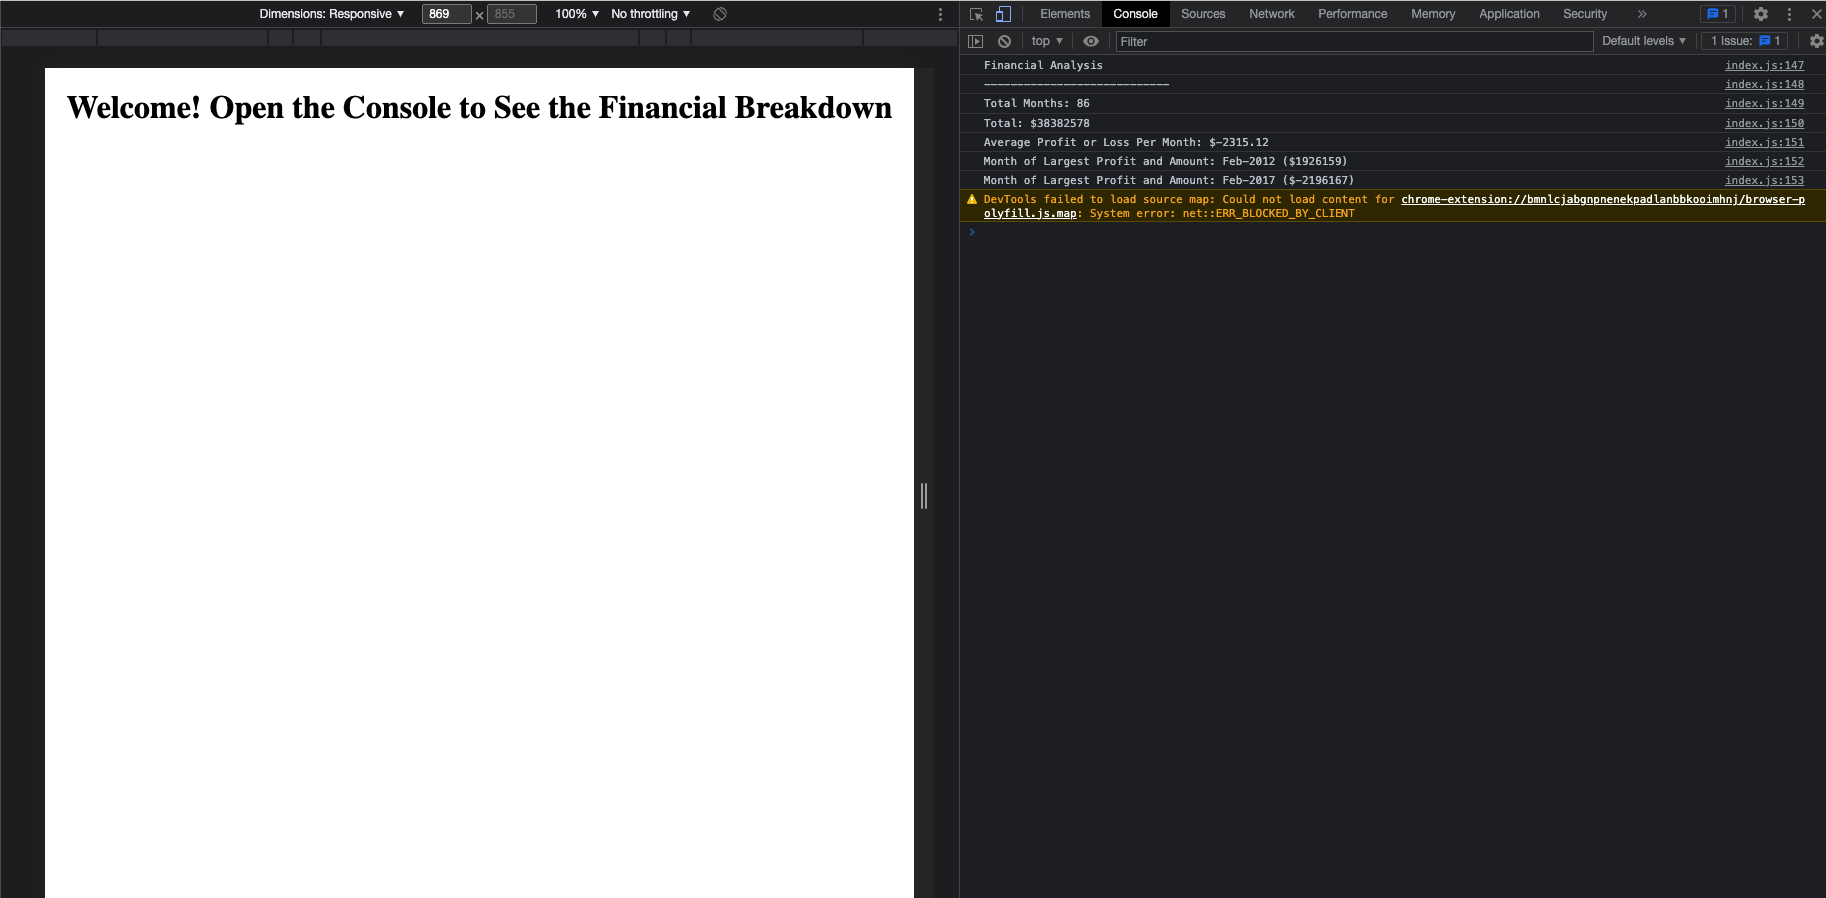 Dimensions: Responsive ▼ 869 × 855 100% ▼ No throttling ▼
Elements Console Sources Network Performance Memory Application Security » 1
top ▼ Filter Default levels ▼ 1 Issue: 1
Welcome! Open the Console to See the Financial Breakdown
Financial Analysis index.js:147
---------------------------- index.js:148
Total Months: 86 index.js:149
Total: $38382578 index.js:150
Average Profit or Loss Per Month: $-2315.12 index.js:151
Month of Largest Profit and Amount: Feb-2012 ($1926159) index.js:152
Month of Largest Profit and Amount: Feb-2017 ($-2196167) index.js:153
DevTools failed to load source map: Could not load content for chrome-extension://bmnlcjabgnpnenekpadlanbbkooimhnj/browser-p
olyfill.js.map: System error: net::ERR_BLOCKED_BY_CLIENT